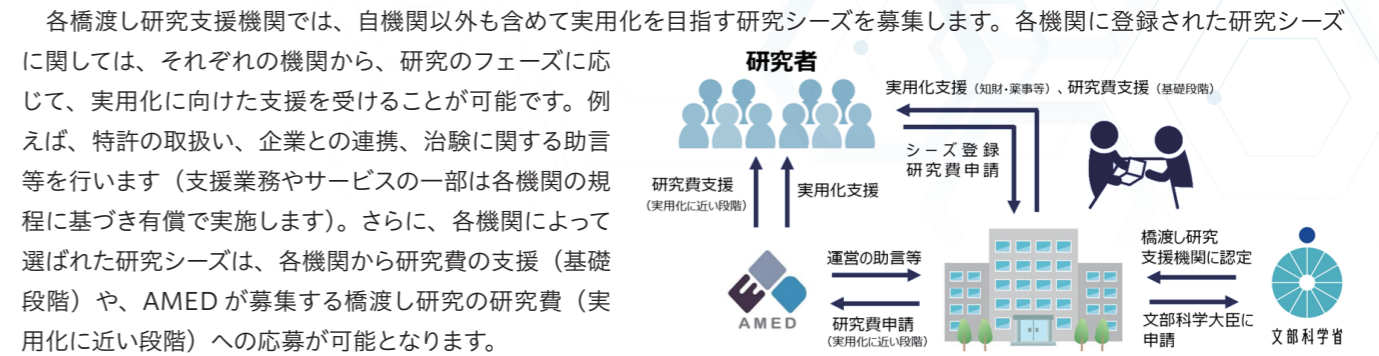 各橋渡し研究支援機関では、自機関以外も含めて実用化を目指す研究シーズを募集します。各機関に登録された研究シーズ
に関しては、それぞれの機関から、研究のフェーズに応
じて、実用化に向けた支援を受けることが可能です。例
えば、特許の取扱い、企業との連携、治験に関する助言
等を行います（支援業務やサービスの一部は各機関の規
程に基づき有償で実施します）。さらに、各機関によって
選ばれた研究シーズは、各機関から研究費の支援（基礎
段階）や、AMED が募集する橋渡し研究の研究費（実
用化に近い段階）への応募が可能となります。
研究者
実用化支援（知財・薬事等）、研究費支援（基礎段階）
シーズ登録
研究費申請
研究費支援
（実用化に近い段階）
実用化支援
運営の助言等
研究費申請
（実用化に近い段階）
AMED
橋渡し研究
支援機関に認定
文部科学大臣に
申請
文部科学省